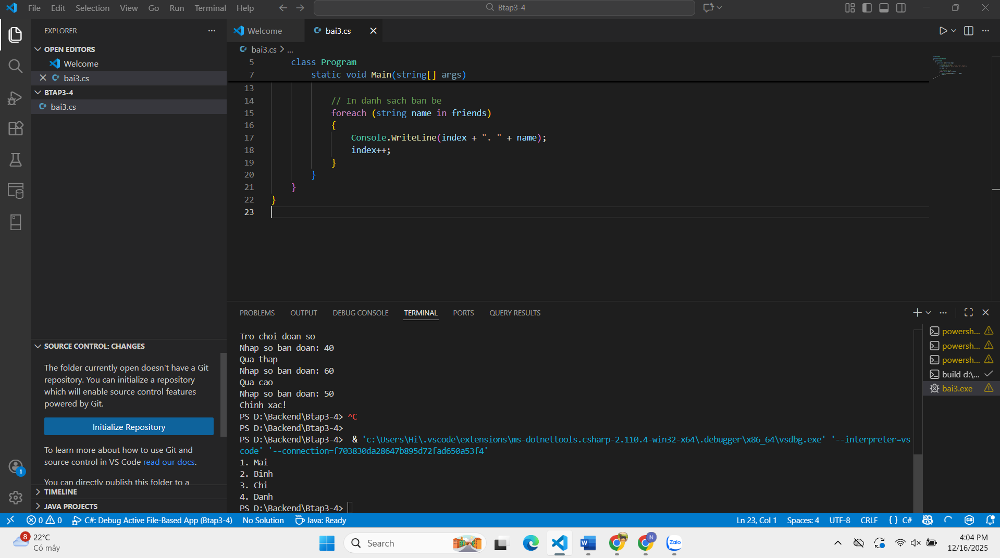 File Edit Selection View Go Run Terminal Help
Btap3-4
EXPLORER
OPEN EDITORS
Welcome
bai3.cs
BTAP3-4
bai3.cs
Welcome
bai3.cs
bai3.cs > ...
5 class Program
7 static void Main(string[] args)
13
14 // In danh sach ban be
15 foreach (string name in friends)
16 {
17 Console.WriteLine(index + ". " + name);
18 index++;
19 }
20 }
21 }
22 }
23
SOURCE CONTROL: CHANGES
The folder currently open doesn't have a Git
repository. You can initialize a repository
which will enable source control features
powered by Git.
Initialize Repository
To learn more about how to use Git and
source control in VS Code read our docs.
You can directly publish this folder to a
TIMELINE
JAVA PROJECTS
1
PROBLEMS OUTPUT DEBUG CONSOLE TERMINAL PORTS QUERY RESULTS
Tro choi doan so
Nhap so ban doan: 40
Qua thap
Nhap so ban doan: 60
Qua cao
Nhap so ban doan: 50
Chinh xac!
PS D:\Backend\Btap3-4> ^C
PS D:\Backend\Btap3-4>
PS D:\Backend\Btap3-4> & 'c:\Users\Hi\.vscode\extensions\ms-dotnettools.csharp-2.110.4-win32-x64\.debugger\x86_64\vsdbg.exe' '--interpreter=vs
code' '--connection=f703830da28647b895d72fad650a53f4'
1. Mai
2. Binh
3. Chi
4. Danh
PS D:\Backend\Btap3-4>
powersh...
powersh...
powersh...
build d:\...
bai3.exe
0 0 C#: Debug Active File-Based App (Btap3-4) No Solution Java: Ready Ln 23, Col 1 Spaces: 4 UTF-8 CRLF { } C#
8
22°C
Có mây
Search
N
Zalo
4:04 PM
12/16/2025